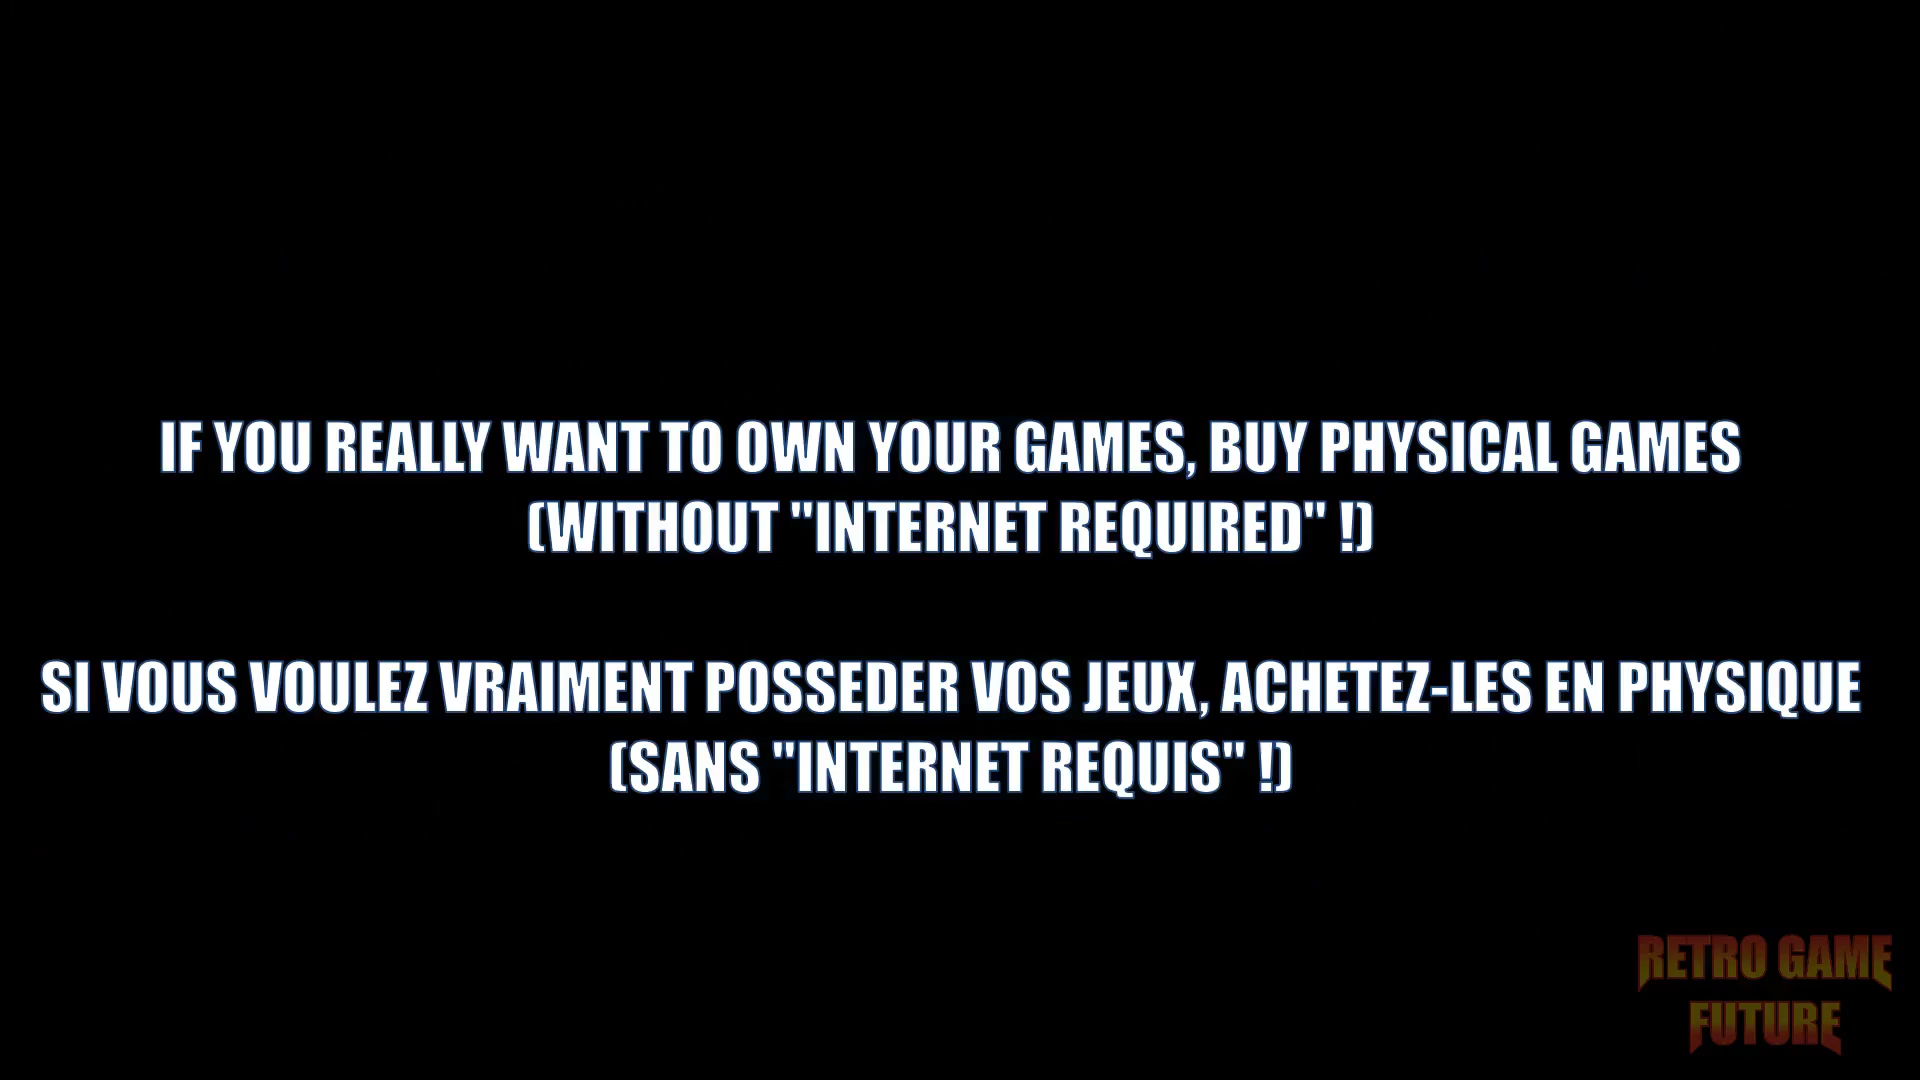 IF YOU REALLY WANT TO OWN YOUR GAMES, BUY PHYSICAL GAMES
(WITHOUT "INTERNET REQUIRED" !)
SI VOUS VOULEZ VRAIMENT POSSEDER VOS JEUX, ACHETEZ-LES EN PHYSIQUE
(SANS "INTERNET REQUIS" !)
RETRO GAME
FUTURE